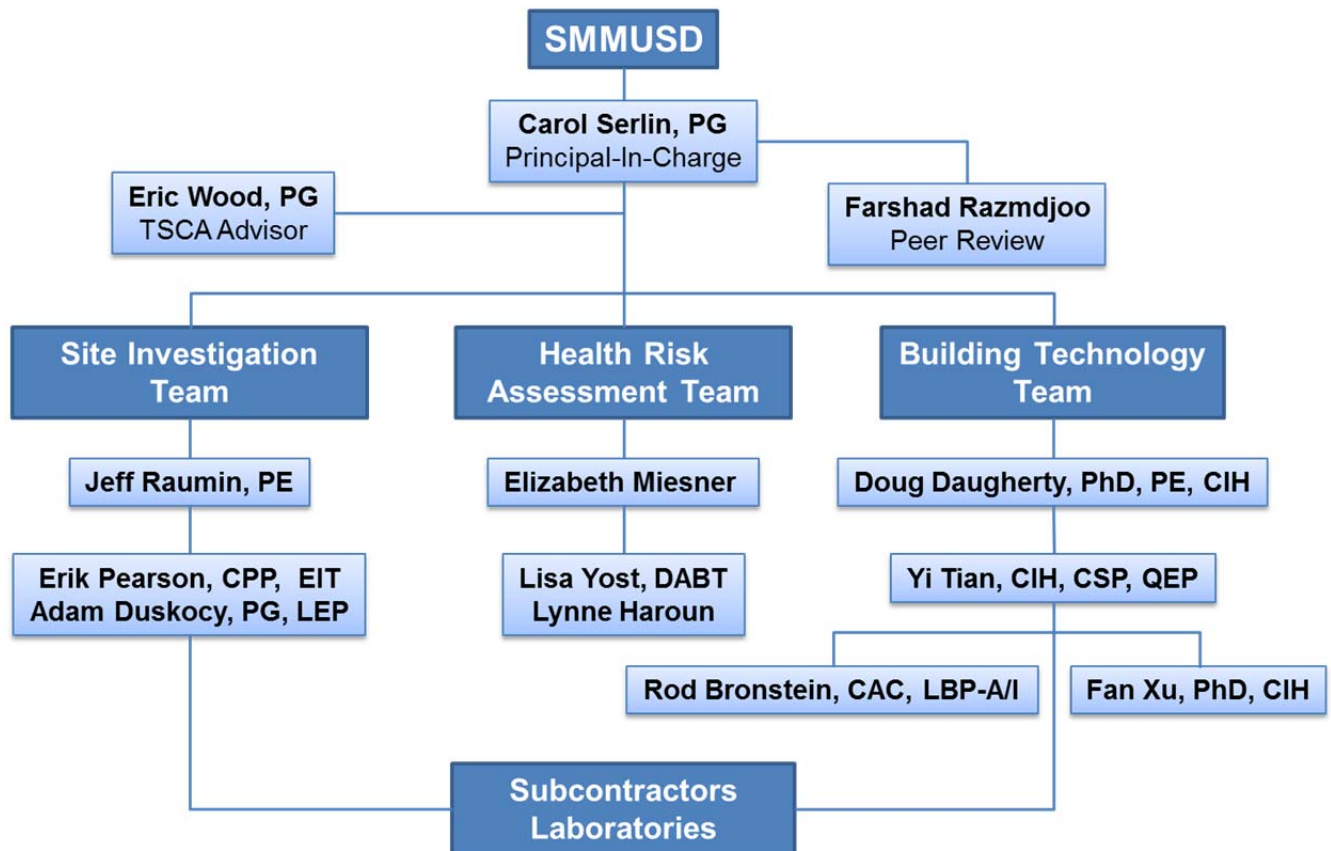 SMMUSD
Carol Serlin, PG
Principal-In-Charge
Eric Wood, PG
TSCA Advisor
Farshad Razmdjoo
Peer Review
Site Investigation
Team
Health Risk
Assessment Team
Building Technology
Team
Jeff Raumin, PE
Elizabeth Miesner
Doug Daugherty, PhD, PE, CIH
Erik Pearson, CPP, EIT
Adam Duskocy, PG, LEP
Lisa Yost, DABT
Lynne Haroun
Yi Tian, CIH, CSP, QEP
Rod Bronstein, CAC, LBP-A/I
Fan Xu, PhD, CIH
Subcontractors
Laboratories